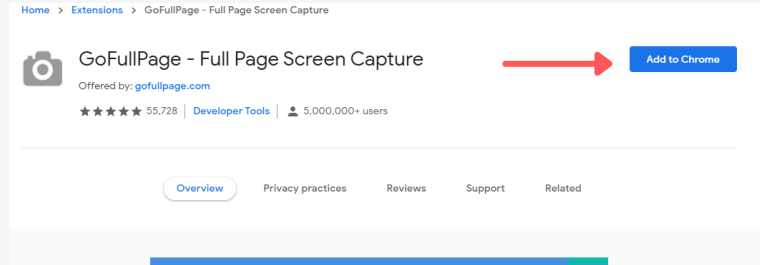 Home > Extensions > GoFullPage - Full Page Screen Capture
GoFullPage - Full Page Screen Capture
Add to Chrome
Offered by: gofullpage.com
★★★★★ 55,728 | Developer Tools | 5,000,000+ users
Overview Privacy practices Reviews Support Related